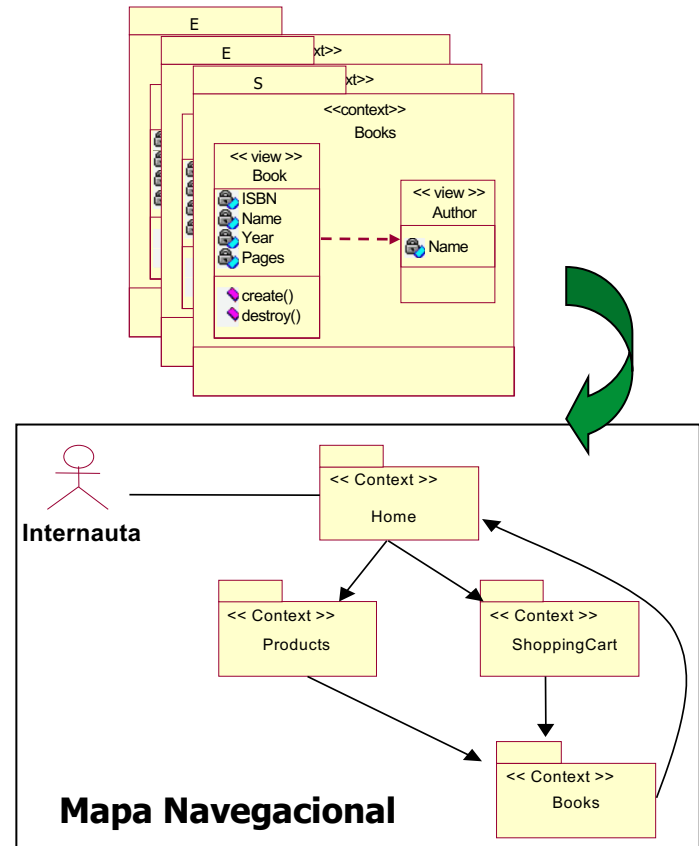 E
E
xt>>
S
xt>>
<<context>>
Books
<< view >>
Book
ISBN
Name
Year
Pages
create()
destroy()
<< view >>
Author
Name
Internauta
<< Context >>
Home
<< Context >>
Products
<< Context >>
ShoppingCart
<< Context >>
Books
Mapa Navegacional